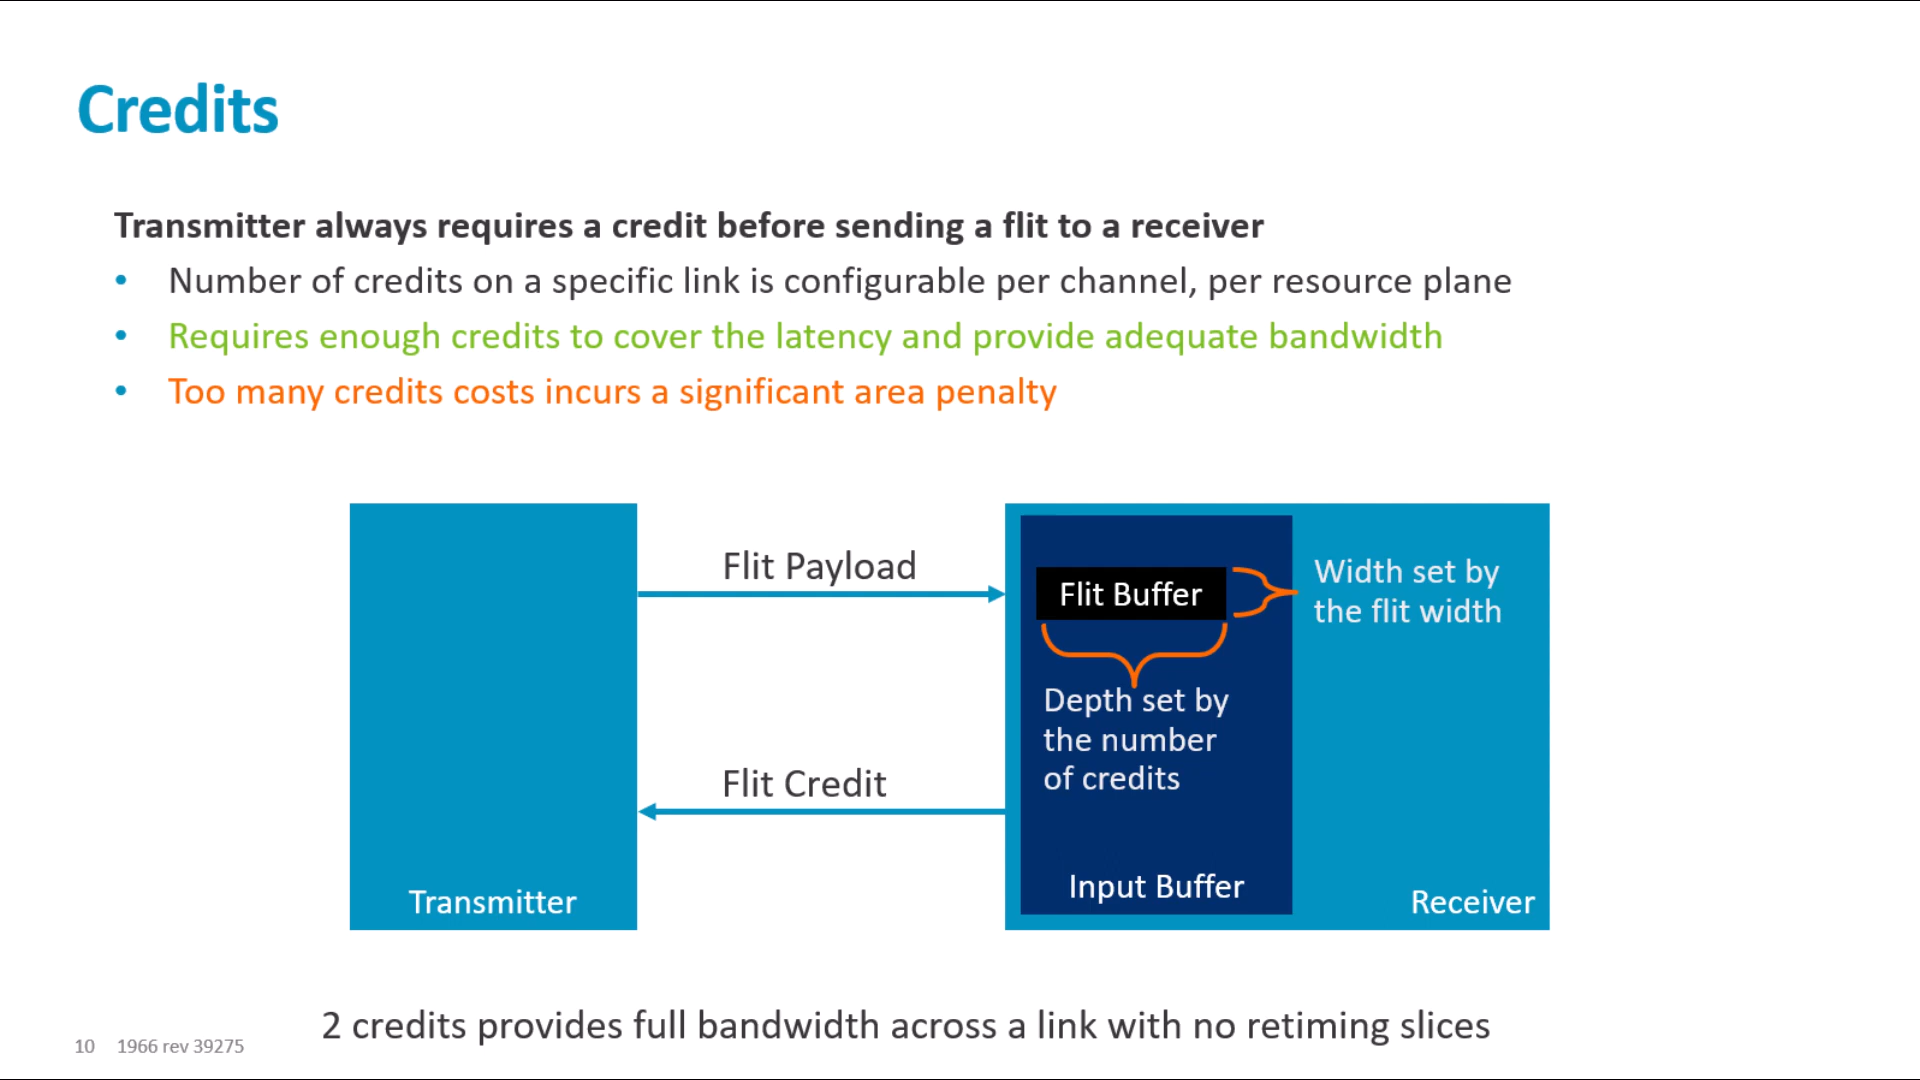 Credits
Transmitter always requires a credit before sending a flit to a receiver
• Number of credits on a specific link is configurable per channel, per resource plane
• Requires enough credits to cover the latency and provide adequate bandwidth
• Too many credits costs incurs a significant area penalty
Flit Payload
Flit Buffer
Width set by
the flit width
Depth set by
the number
of credits
Flit Credit
Input Buffer
Transmitter
Receiver
2 credits provides full bandwidth across a link with no retiming slices
10 1966 rev 39275